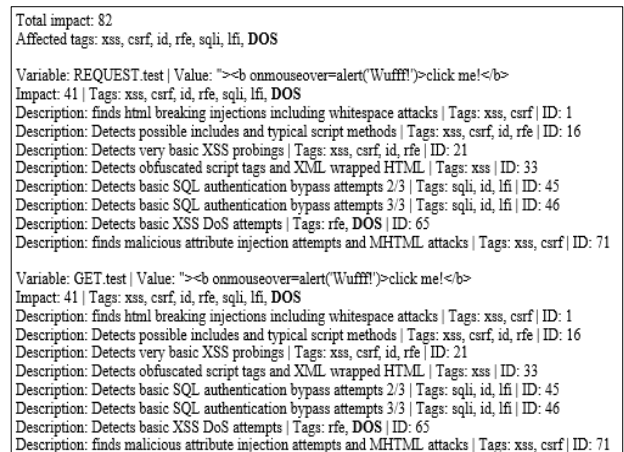 Total impact: 82
Affected tags: xss, csrf, id, rfe, sqli, lfi, DOS
Variable: REQUEST.test | Value: "><b onmouseover=alert('Wufff!')>click me!</b>
Impact: 41 | Tags: xss, csrf, id, rfe, sqli, lfi, DOS
Description: finds html breaking injections including whitespace attacks | Tags: xss, csrf | ID: 1
Description: Detects possible includes and typical script methods | Tags: xss, csrf, id, rfe | ID: 16
Description: Detects very basic XSS probings | Tags: xss, csrf, id, rfe | ID: 21
Description: Detects obfuscated script tags and XML wrapped HTML | Tags: xss | ID: 33
Description: Detects basic SQL authentication bypass attempts 2/3 | Tags: sqli, id, lfi | ID: 45
Description: Detects basic SQL authentication bypass attempts 3/3 | Tags: sqli, id, lfi | ID: 46
Description: Detects basic XSS DoS attempts | Tags: rfe, DOS | ID: 65
Description: finds malicious attribute injection attempts and MHTML attacks | Tags: xss, csrf | ID: 71
Variable: GET.test | Value: "><b onmouseover=alert('Wufff!')>click me!</b>
Impact: 41 | Tags: xss, csrf, id, rfe, sqli, lfi, DOS
Description: finds html breaking injections including whitespace attacks | Tags: xss, csrf | ID: 1
Description: Detects possible includes and typical script methods | Tags: xss, csrf, id, rfe | ID: 16
Description: Detects very basic XSS probings | Tags: xss, csrf, id, rfe | ID: 21
Description: Detects obfuscated script tags and XML wrapped HTML | Tags: xss | ID: 33
Description: Detects basic SQL authentication bypass attempts 2/3 | Tags: sqli, id, lfi | ID: 45
Description: Detects basic SQL authentication bypass attempts 3/3 | Tags: sqli, id, lfi | ID: 46
Description: Detects basic XSS DoS attempts | Tags: rfe, DOS | ID: 65
Description: finds malicious attribute injection attempts and MHTML attacks | Tags: xss, csrf | ID: 71